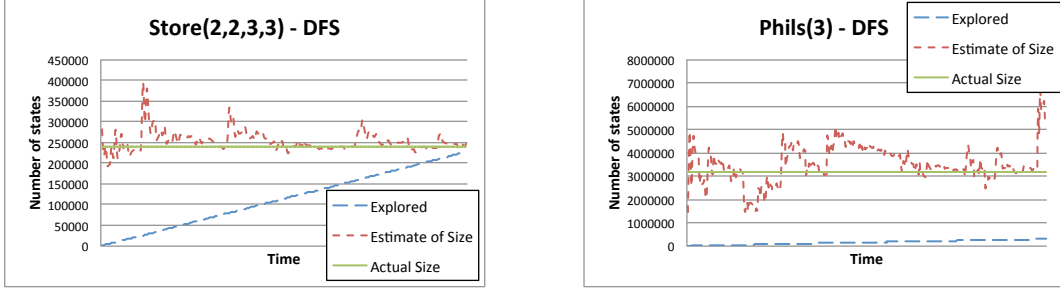 Store(2,2,3,3) - DFS
Number of states
450000
400000
350000
300000
250000
200000
150000
100000
50000
0
Time
Explored
Estimate of Size
Actual Size
Phils(3) - DFS
Number of states
8000000
7000000
6000000
5000000
4000000
3000000
2000000
1000000
0
Time
Explored
Estimate of Size
Actual Size